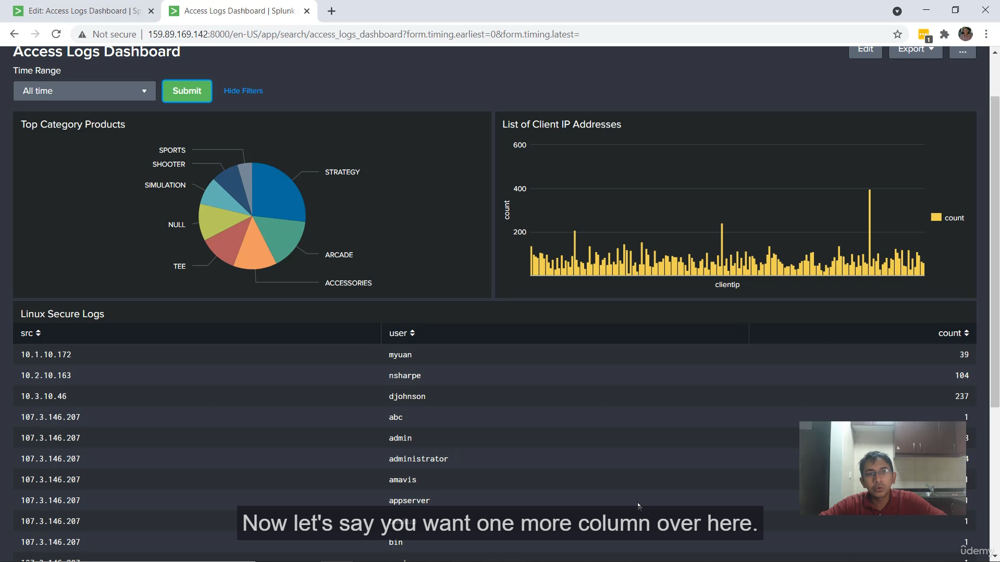 Edit: Access Logs Dashboard | Sp
Access Logs Dashboard | Splunk
Not secure
159.89.169.142:8000/en-US/app/search/access_logs_dashboard?form.timing.earliest=0&form.timing.latest=
1
Access Logs Dashboard
Edit
Export
...
Time Range
All time
Submit
Hide Filters
Top Category Products
SPORTS
SHOOTER
SIMULATION
NULL
TEE
STRATEGY
ARCADE
ACCESSORIES
List of Client IP Addresses
600
400
200
count
clientip
count
Linux Secure Logs
src user count
10.1.10.172 myuan 39
10.2.10.163 nsharpe 104
10.3.10.46 djohnson 237
107.3.146.207 abc 1
107.3.146.207 admin 3
107.3.146.207 administrator 4
107.3.146.207 amavis 1
107.3.146.207 appserver 1
107.3.146.207 1
Now let's say you want one more column over here.
107.3.146.207 bin 1
udemy